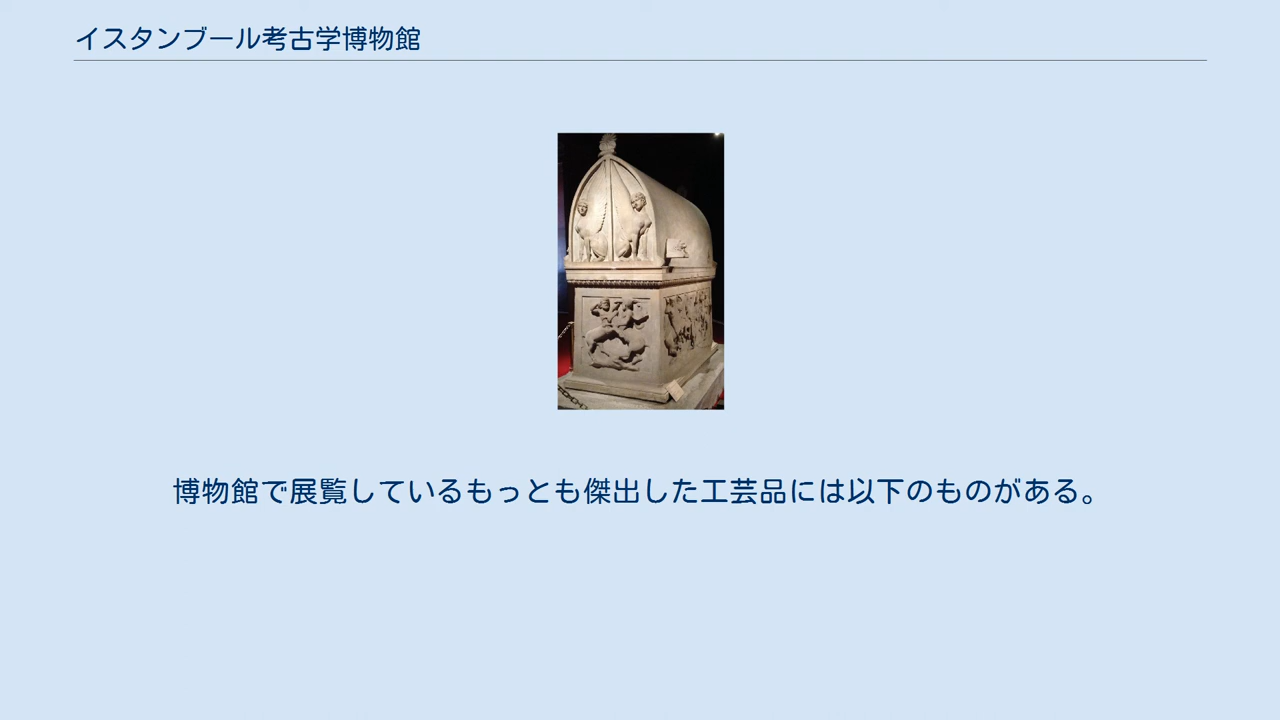 イスタンブール考古学博物館
博物館で展覧しているもっとも傑出した工芸品には以下のものがある。